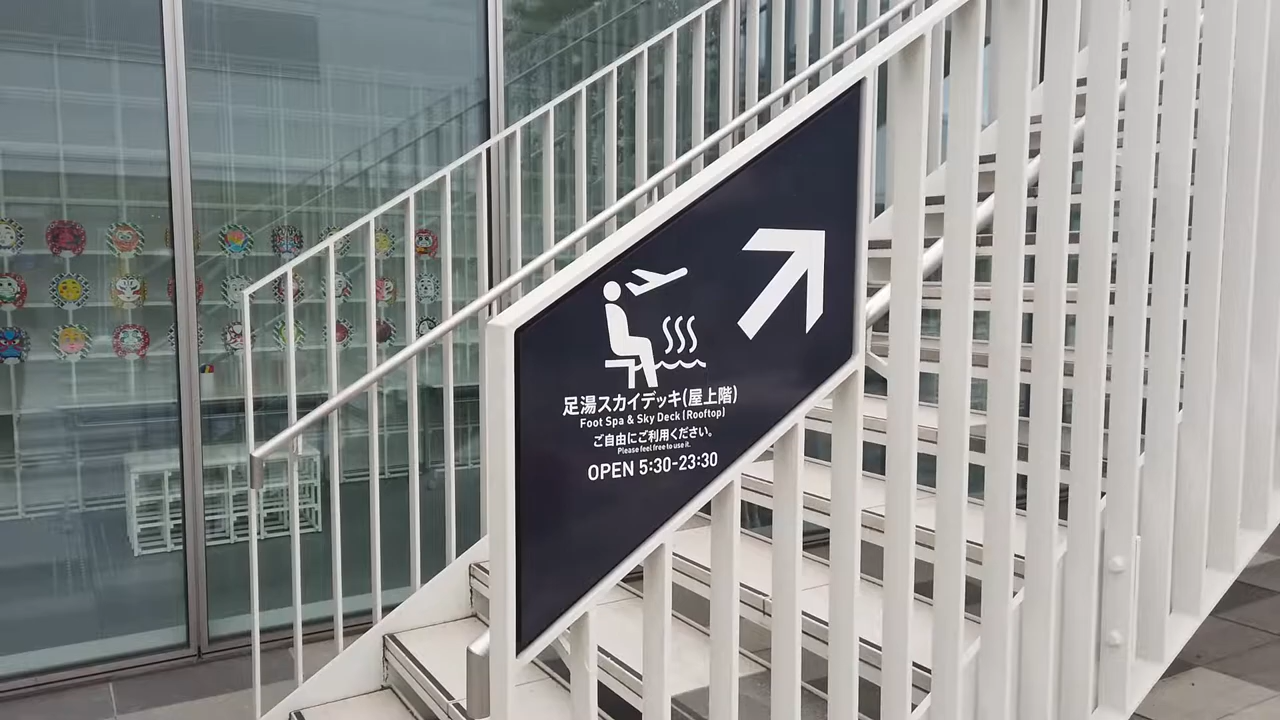 足湯スカイデッキ(屋上階)
Foot Spa & Sky Deck (Rooftop)
ご自由にご利用ください。
Please feel free to use it.
OPEN 5:30-23:30